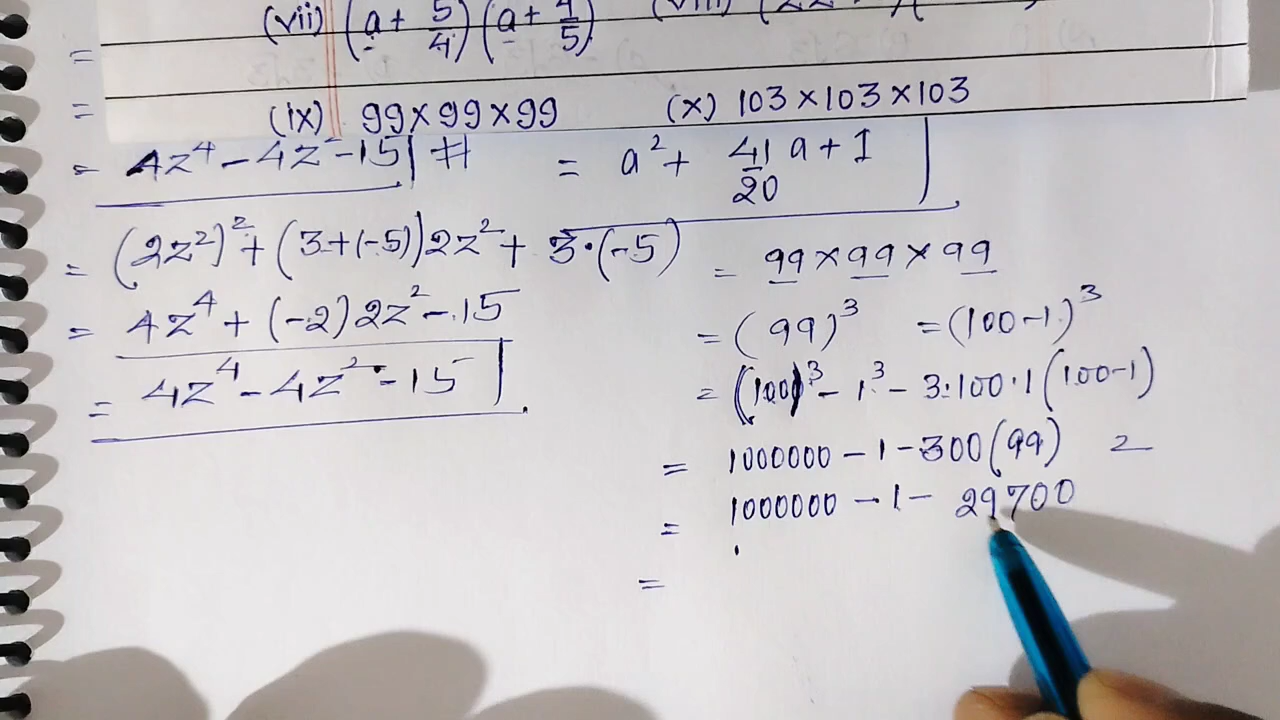 (vii) (a + 5/4) (a + 4/5) (viii)
=
= (ix) 99 × 99 × 99 (x) 103 × 103 × 103
= 4z⁴ - 4z² - 15 # = a² + 41/20 a + 1
= (2z²)² + (3 + (-5)) 2z² + 3 · (-5)
= 4z⁴ + (-2) 2z² - 15
= 4z⁴ - 4z² - 15
= 99 × 99 × 99
= (99)³ = (100 - 1)³
= (100)³ - 1³ - 3·100·1 (100 - 1)
= 1000000 - 1 - 300 (99) =
= 1000000 - 1 - 29700
=